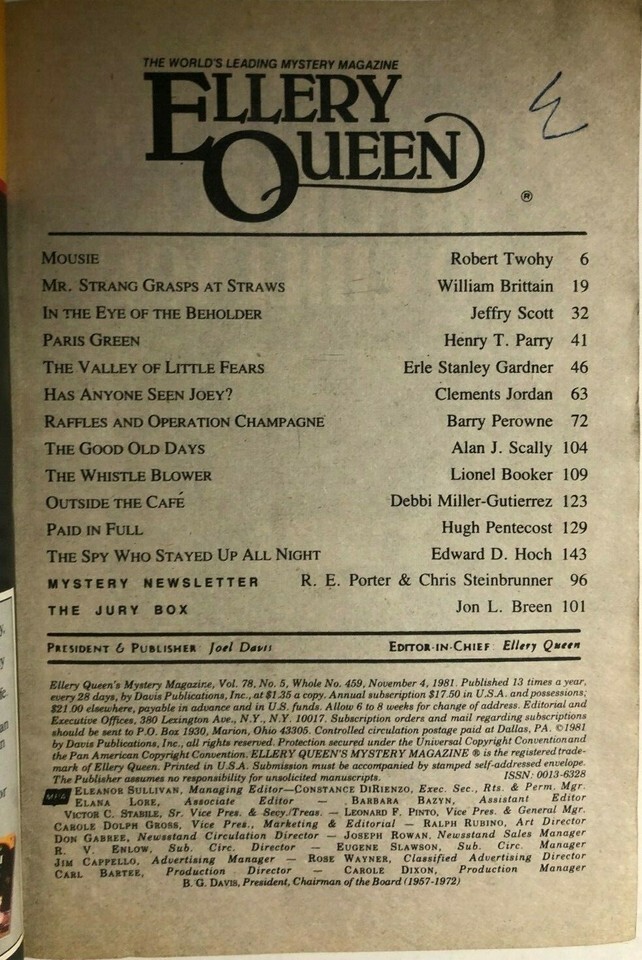 THE WORLD'S LEADING MYSTERY MAGAZINE
ELLERY
QUEEN
®
MOUSIE Robert Twohy 6
MR. STRANG GRASPS AT STRAWS William Brittain 19
IN THE EYE OF THE BEHOLDER Jeffry Scott 32
PARIS GREEN Henry T. Parry 41
THE VALLEY OF LITTLE FEARS Erle Stanley Gardner 46
HAS ANYONE SEEN JOEY? Clements Jordan 63
RAFFLES AND OPERATION CHAMPAGNE Barry Perowne 72
THE GOOD OLD DAYS Alan J. Scally 104
THE WHISTLE BLOWER Lionel Booker 109
OUTSIDE THE CAFÉ Debbi Miller-Gutierrez 123
PAID IN FULL Hugh Pentecost 129
THE SPY WHO STAYED UP ALL NIGHT Edward D. Hoch 143
MYSTERY NEWSLETTER R. E. Porter & Chris Steinbrunner 96
THE JURY BOX Jon L. Breen 101
PRESIDENT & PUBLISHER Joel Davis EDITOR-IN-CHIEF Ellery Queen
Ellery Queen's Mystery Magazine, Vol. 78, No. 5, Whole No. 459, November 4, 1981. Published 13 times a year,
every 28 days, by Davis Publications, Inc., at $1.35 a copy. Annual subscription $17.50 in U.S.A. and possessions;
$21.00 elsewhere, payable in advance and in U.S. funds. Allow 6 to 8 weeks for change of address. Editorial and
Executive Offices, 380 Lexington Ave., N.Y., N.Y. 10017. Subscription orders and mail regarding subscriptions
should be sent to P.O. Box 1930, Marion, Ohio 43305. Controlled circulation postage paid at Dallas, PA. ©1981
by Davis Publications, Inc., all rights reserved. Protection secured under the Universal Copyright Convention and
the Pan American Copyright Convention. ELLERY QUEEN'S MYSTERY MAGAZINE ® is the registered trade-
mark of Ellery Queen. Printed in U.S.A. Submission must be accompanied by stamped self-addressed envelope.
The Publisher assumes no responsibility for unsolicited manuscripts. ISSN: 0013-6328
ELEANOR SULLIVAN, Managing Editor—CONSTANCE DIRIENZO, Exec. Sec., Rts. & Perm. Mgr.
ELANA LORE, Associate Editor — BARBARA BAZYN, Assistant Editor
VICTOR C. STABILE, Sr. Vice Pres. & Secy./Treas. — LEONARD F. PINTO, Vice Pres. & General Mgr.
CAROLE DOLPH GROSS, Vice Pres., Marketing & Editorial — RALPH RUBINO, Art Director
DON GABREE, Newsstand Circulation Director — JOSEPH ROWAN, Newsstand Sales Manager
R. V. ENLOW, Sub. Circ. Director — EUGENE SLAWSON, Sub. Circ. Manager
JIM CAPPELLO, Advertising Manager — ROSE WAYNER, Classified Advertising Director
CARL BARTEE, Production Director — CAROLE DIXON, Production Manager
B. G. DAVIS, President, Chairman of the Board (1957-1972)